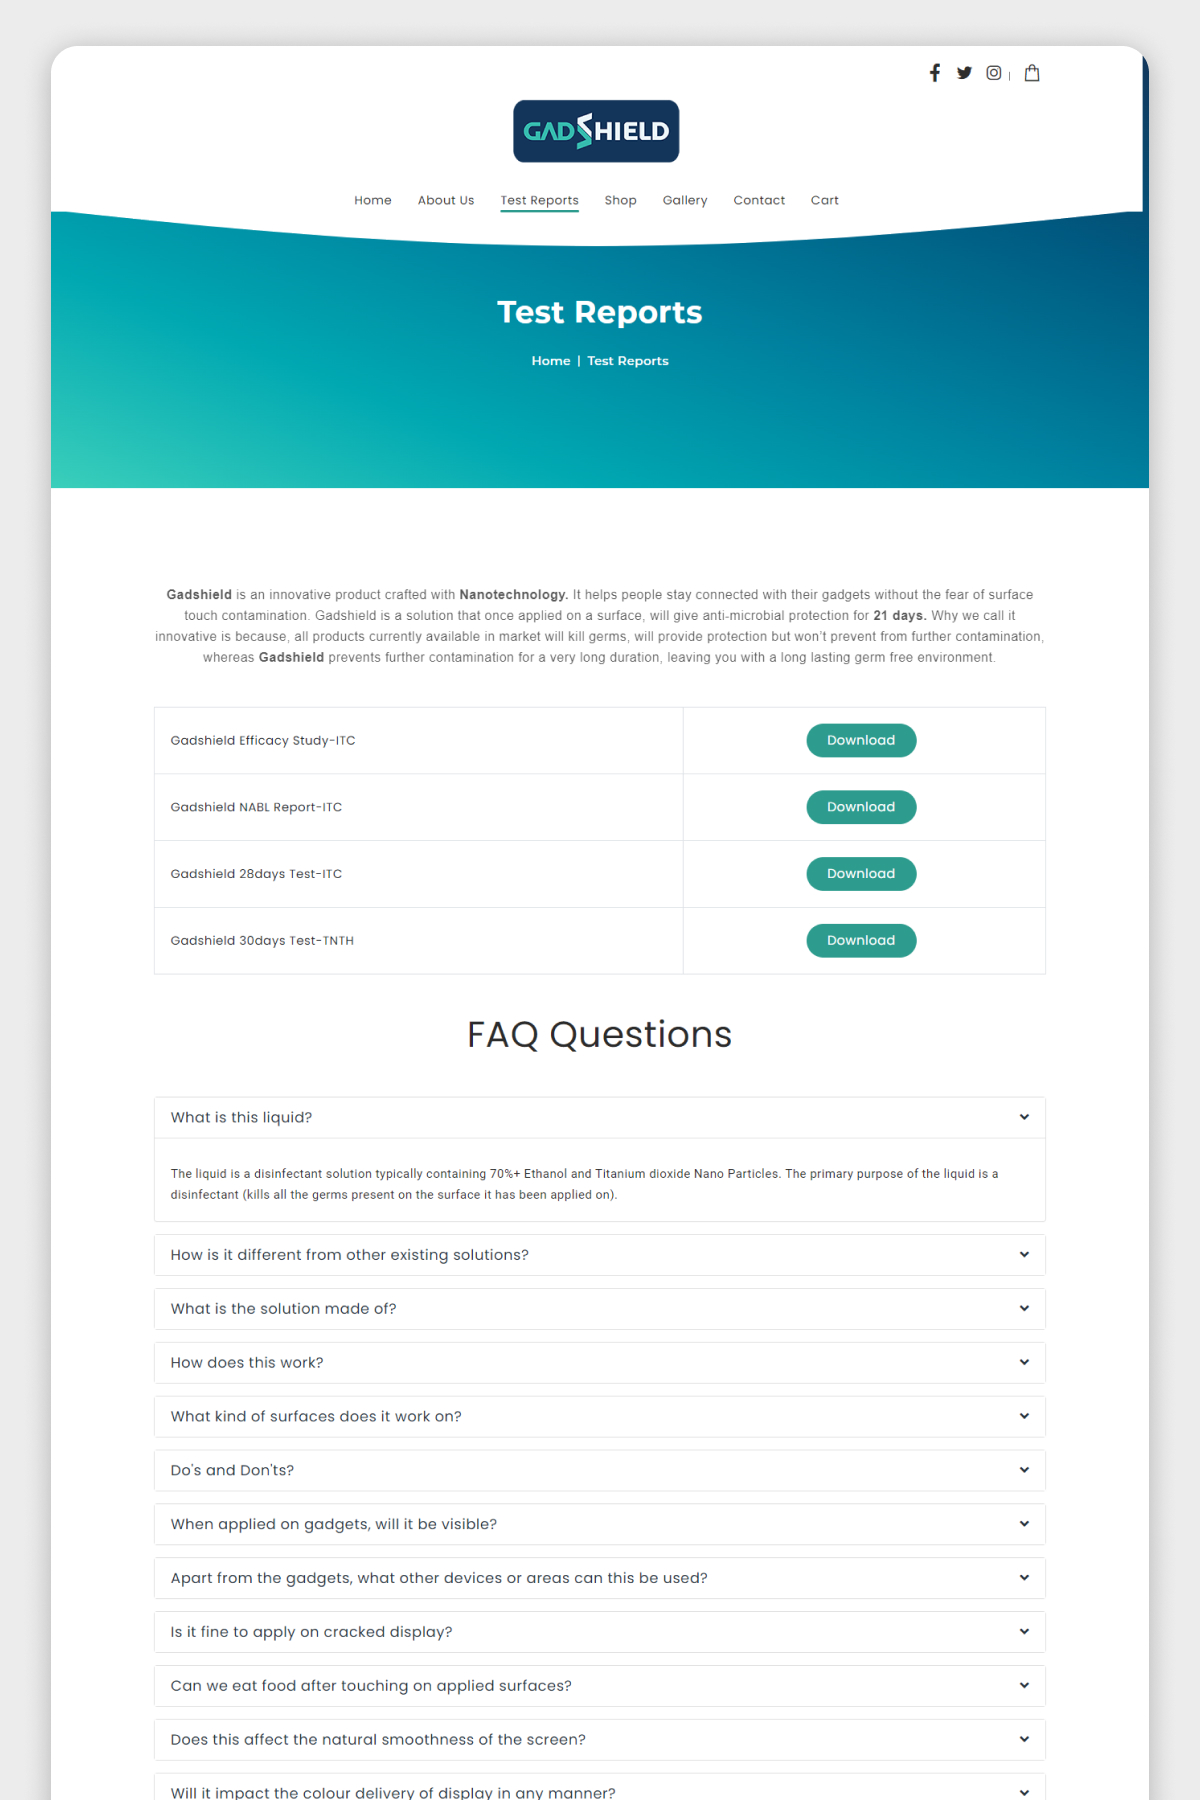 GADSHIELD
Home About Us Test Reports Shop Gallery Contact Cart
Test Reports
Home | Test Reports
Gadshield is an innovative product crafted with Nanotechnology. It helps people stay connected with their gadgets without the fear of surface
touch contamination. Gadshield is a solution that once applied on a surface, will give anti-microbial protection for 21 days. Why we call it
innovative is because, all products currently available in market will kill germs, will provide protection but won't prevent from further contamination,
whereas Gadshield prevents further contamination for a very long duration, leaving you with a long lasting germ free environment.
Gadshield Efficacy Study-ITC Download
Gadshield NABL Report-ITC Download
Gadshield 28days Test-ITC Download
Gadshield 30days Test-TNTH Download
FAQ Questions
What is this liquid?
The liquid is a disinfectant solution typically containing 70%+ Ethanol and Titanium dioxide Nano Particles. The primary purpose of the liquid is a
disinfectant (kills all the germs present on the surface it has been applied on).
How is it different from other existing solutions?
What is the solution made of?
How does this work?
What kind of surfaces does it work on?
Do's and Don'ts?
When applied on gadgets, will it be visible?
Apart from the gadgets, what other devices or areas can this be used?
Is it fine to apply on cracked display?
Can we eat food after touching on applied surfaces?
Does this affect the natural smoothness of the screen?
Will it impact the colour delivery of display in any manner?